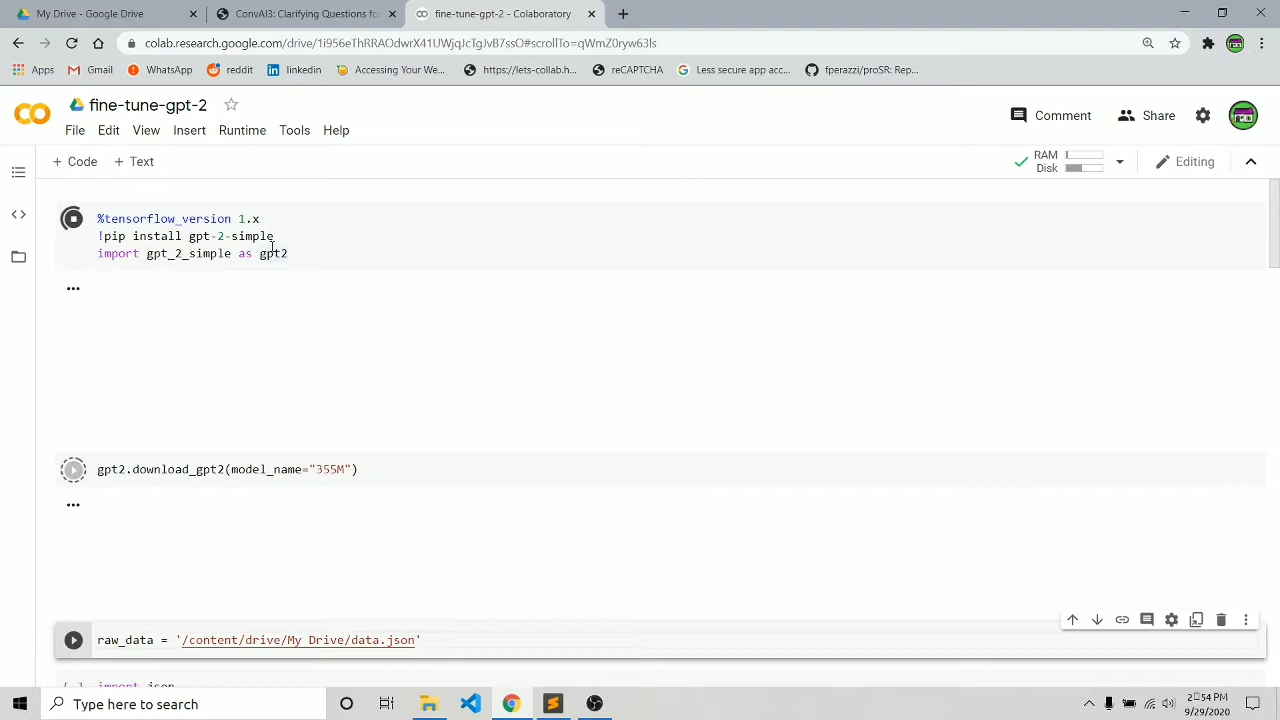 My Drive - Google Drive
ConvAI3: Clarifying Questions for
fine-tune-gpt-2 - Colaboratory
colab.research.google.com/drive/1i956eThRRAOdwrX41UWjqJcTgJvB7ssO#scrollTo=qWmZ0ryw63ls
Apps
Gmail
WhatsApp
reddit
linkedin
Accessing Your We...
https://lets-collab.h...
reCAPTCHA
Less secure app acc...
fperazzi/proSR: Rep...
fine-tune-gpt-2
Comment
Share
File Edit View Insert Runtime Tools Help
+ Code + Text
RAM
Disk
Editing
%tensorflow_version 1.x
!pip install gpt-2-simple
import gpt_2_simple as gpt2
gpt2.download_gpt2(model_name="355M")
raw_data = '/content/drive/My Drive/data.json'
[ ] import json
Type here to search
2:54 PM
9/29/2020